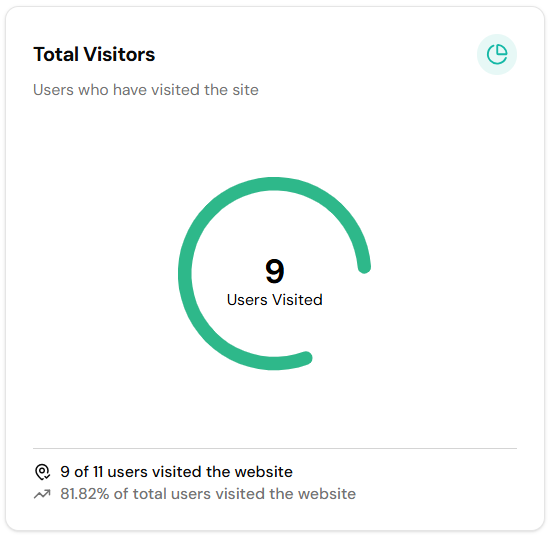 Total Visitors
Users who have visited the site
9
Users Visited
9 of 11 users visited the website
81.82% of total users visited the website